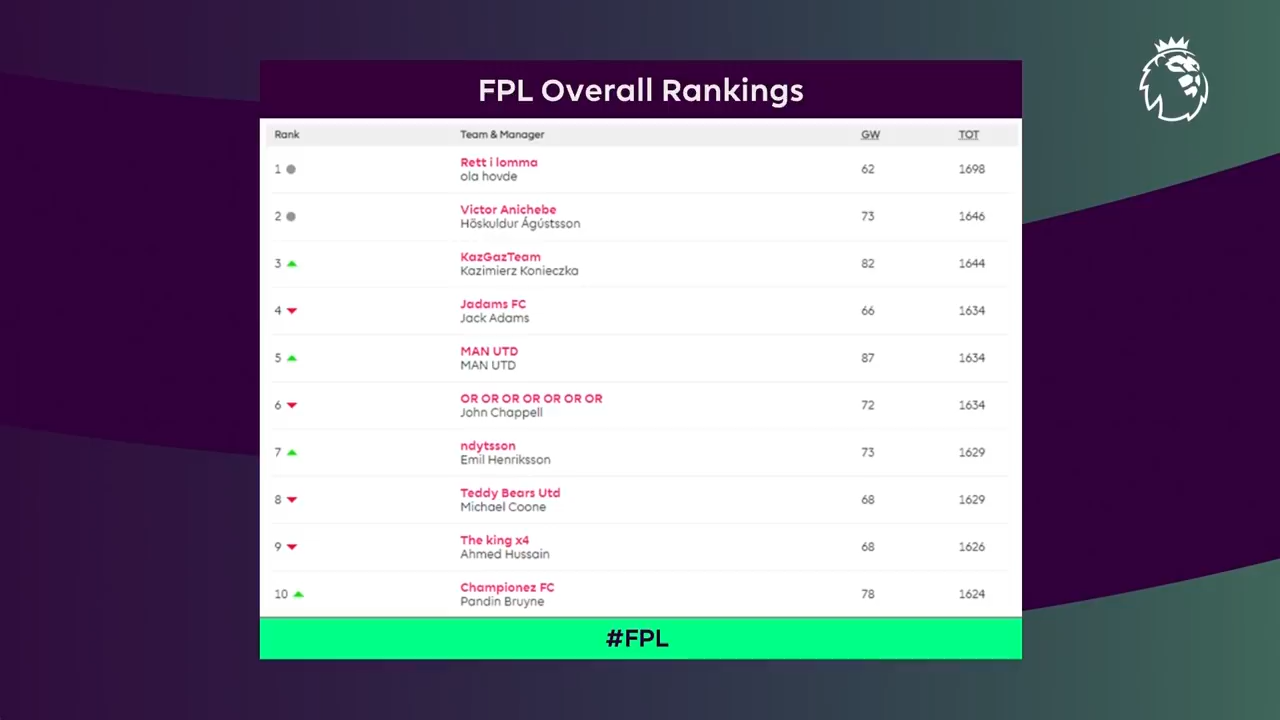 FPL Overall Rankings
Rank Team & Manager GW TOT
1 Rett i lomma 62 1698
ola hovde
2 Victor Anichebe 73 1646
Höskuldur Ágústsson
3 KazGazTeam 82 1644
Kazimierz Konieczka
4 Jadams FC 66 1634
Jack Adams
5 MAN UTD 87 1634
MAN UTD
6 OR OR OR OR OR OR OR 72 1634
John Chappell
7 ndytsson 73 1629
Emil Henriksson
8 Teddy Bears Utd 68 1629
Michael Coone
9 The king x4 68 1626
Ahmed Hussain
10 Championez FC 78 1624
Pandin Bruyne
#FPL